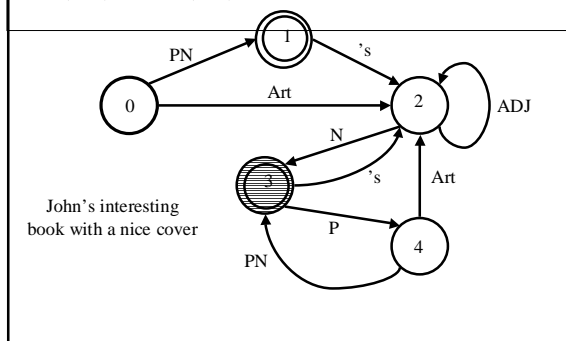 1
PN
's
0
Art
2
ADJ
N
3
's
Art
John's interesting
book with a nice cover
P
4
PN